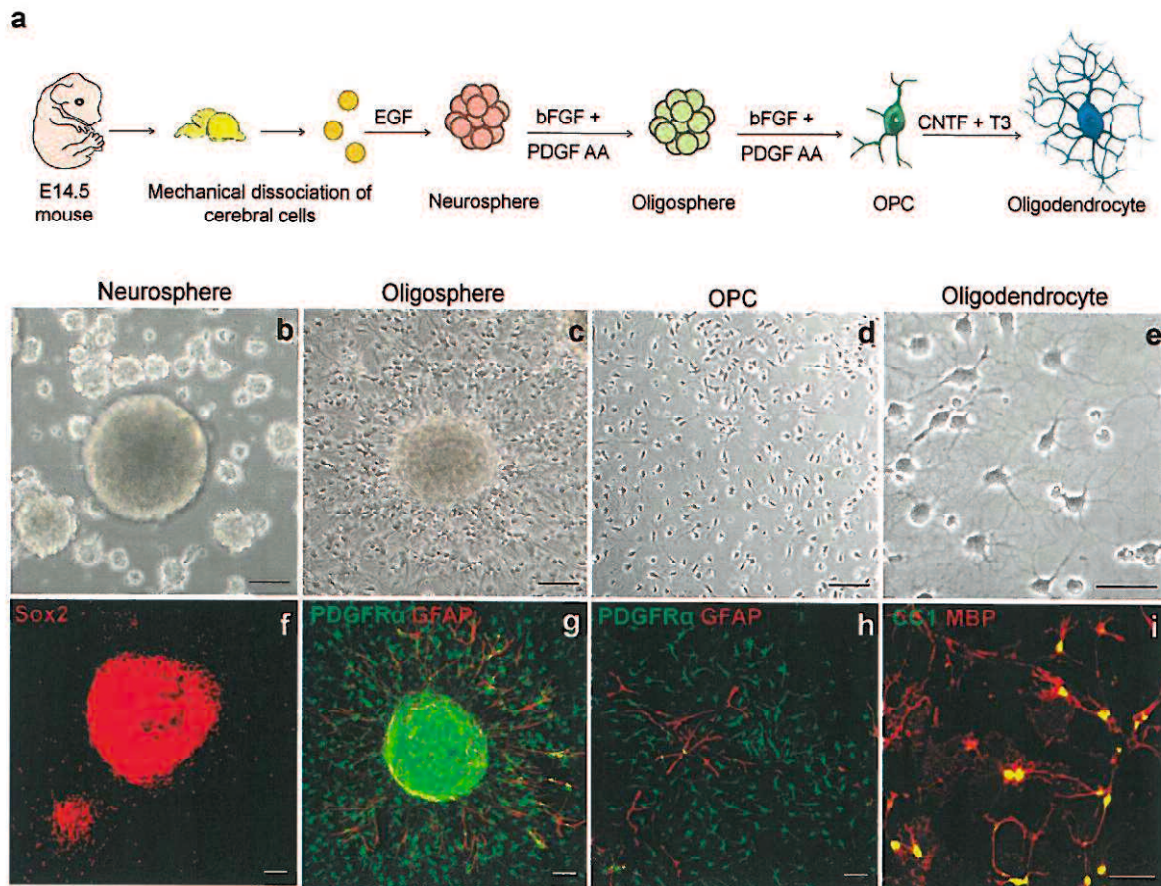 a
EGF
bFGF +
PDGF AA
bFGF +
PDGF AA
CNTF + T3
E14.5
mouse
Mechanical dissociation of
cerebral cells
Neurosphere
Oligosphere
OPC
Oligodendrocyte
Neurosphere
Oligosphere
OPC
Oligodendrocyte
b
c
d
e
Sox2
f
PDGFRα GFAP
g
PDGFRα GFAP
h
CC1 MBP
i